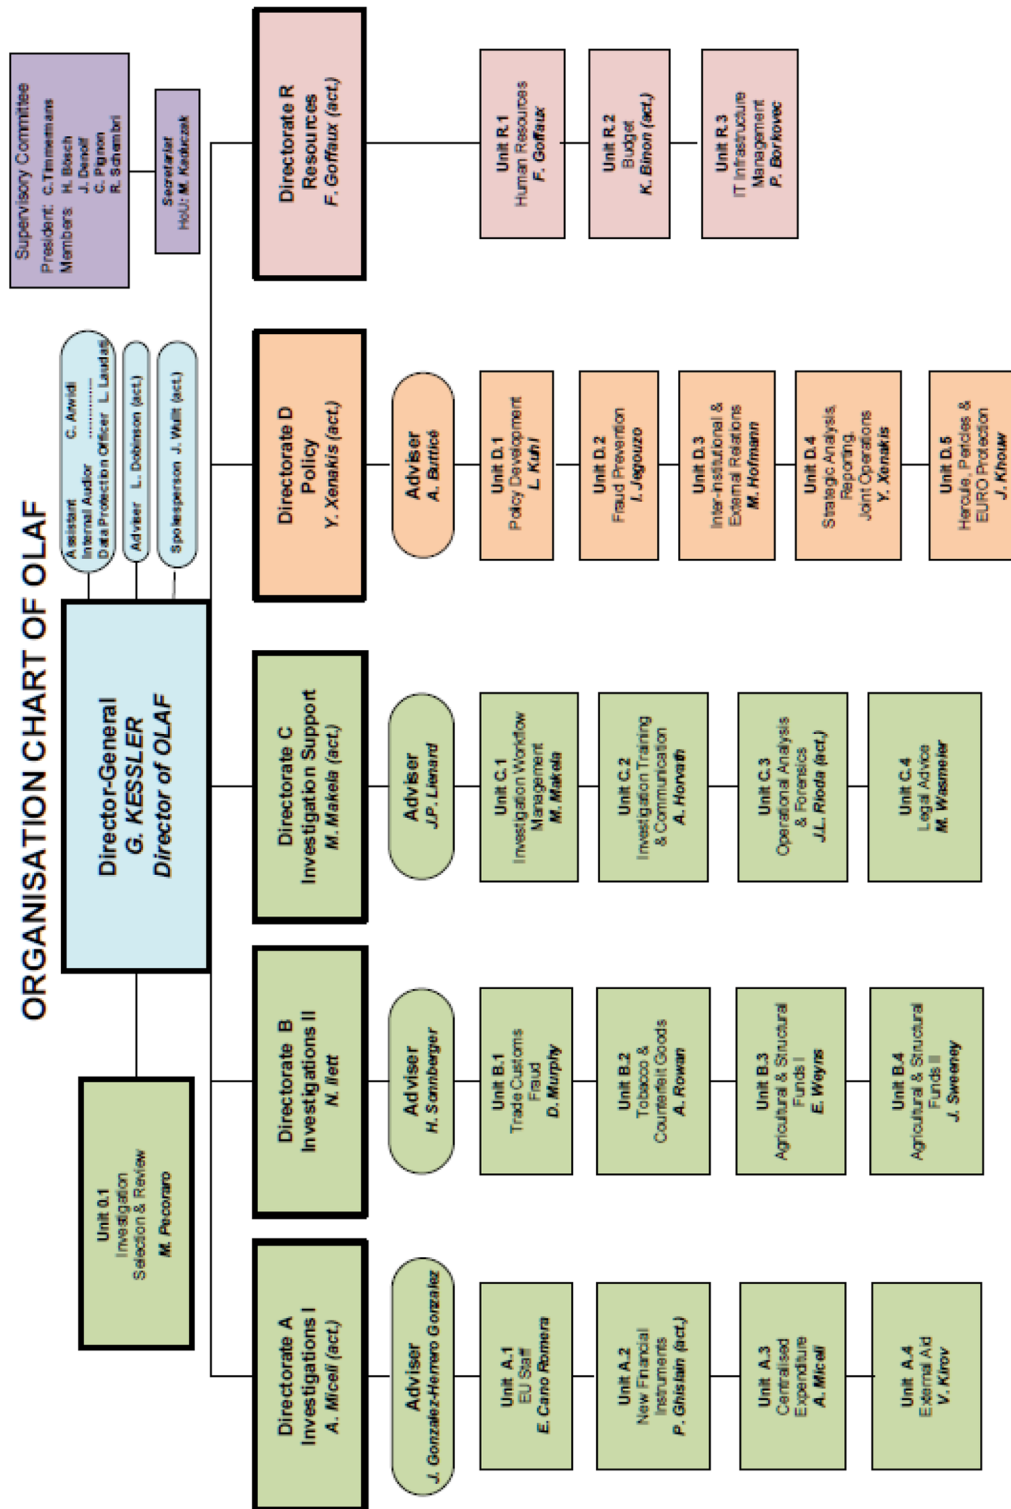 ORGANISATION CHART OF OLAF
Supervisory Committee
President: C.Timmermans
Members: H. Bösch
J. Denolf
C. Pignon
R. Schembri
Secretariat
HoU: M. Kaduczak
Assistant C. Arwidi
Internal Auditor ..............
Data Protection Officer L. Laudati
Adviser L. Dobinson (act.)
Spokesperson J. Wullt (act.)
Director-General
G. KESSLER
Director of OLAF
Unit 0.1
Investigation
Selection & Review
M. Pecoraro
Directorate A
Investigations I
A. Miceli (act.)
Adviser
J. Gonzalez-Herrero Gonzalez
Unit A.1
EU Staff
E. Cano Romera
Unit A.2
New Financial
Instruments
P. Ghislain (act.)
Unit A.3
Centralised
Expenditure
A. Miceli
Unit A.4
External Aid
V. Kirov
Directorate B
Investigations II
N. Ilett
Adviser
H. Sonnberger
Unit B.1
Trade Customs
Fraud
D. Murphy
Unit B.2
Tobacco &
Counterfeit Goods
A. Rowan
Unit B.3
Agricultural & Structural
Funds I
E. Weyns
Unit B.4
Agricultural & Structural
Funds II
J. Sweeney
Directorate C
Investigation Support
M. Makela (act.)
Adviser
J.P. Lienard
Unit C.1
Investigation Workflow
Management
M. Makela
Unit C.2
Investigation Training
& Communication
A. Horvath
Unit C.3
Operational Analysis
& Forensics
J.L. Rioda (act.)
Unit C.4
Legal Advice
M. Wasmeier
Directorate D
Policy
Y. Xenakis (act.)
Adviser
A. Butticé
Unit D.1
Policy Development
L. Kuhl
Unit D.2
Fraud Prevention
I. Jegouzo
Unit D.3
Inter-institutional &
External Relations
M. Hofmann
Unit D.4
Strategic Analysis,
Reporting,
Joint Operations
Y. Xenakis
Unit D.5
Hercule, Pericles &
EURO Protection
J. Khouw
Directorate R
Resources
F. Goffaux (act.)
Unit R.1
Human Resources
F. Goffaux
Unit R.2
Budget
K. Binon (act.)
Unit R.3
IT Infrastructure
Management
P. Borkovec